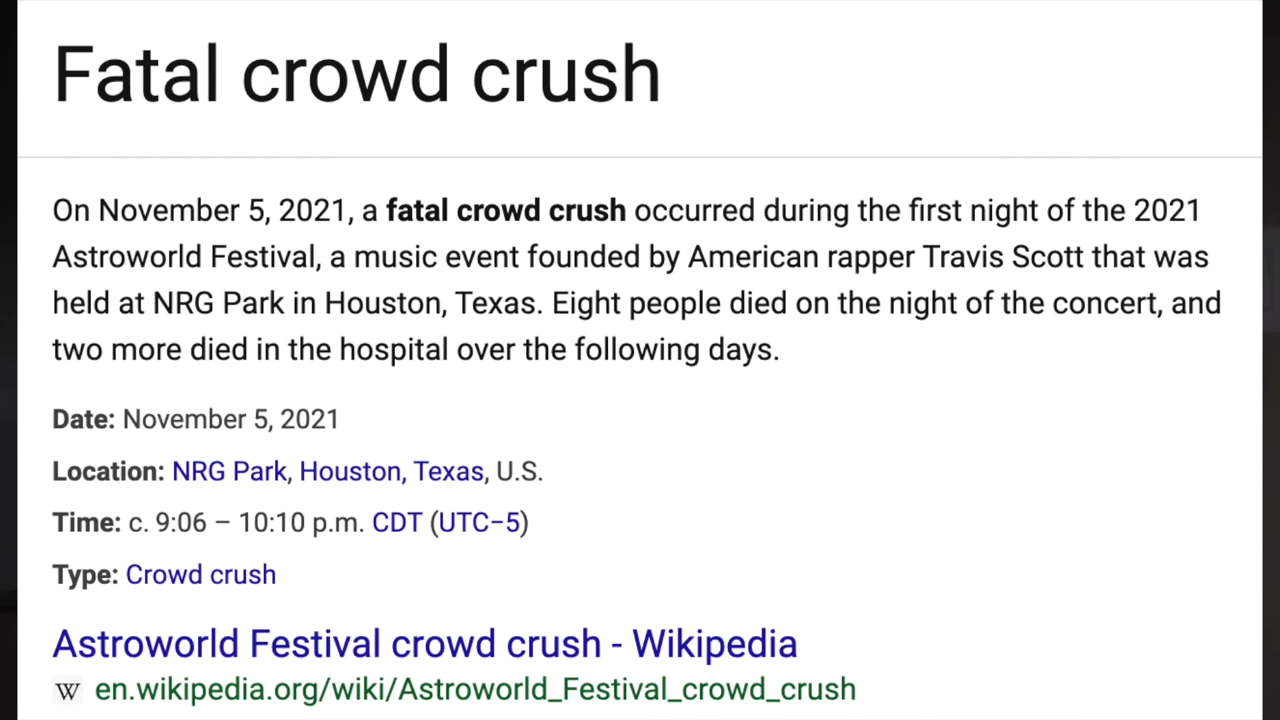 Fatal crowd crush
On November 5, 2021, a fatal crowd crush occurred during the first night of the 2021
Astroworld Festival, a music event founded by American rapper Travis Scott that was
held at NRG Park in Houston, Texas. Eight people died on the night of the concert, and
two more died in the hospital over the following days.
Date: November 5, 2021
Location: NRG Park, Houston, Texas, U.S.
Time: c. 9:06 – 10:10 p.m. CDT (UTC−5)
Type: Crowd crush
Astroworld Festival crowd crush - Wikipedia
W en.wikipedia.org/wiki/Astroworld_Festival_crowd_crush